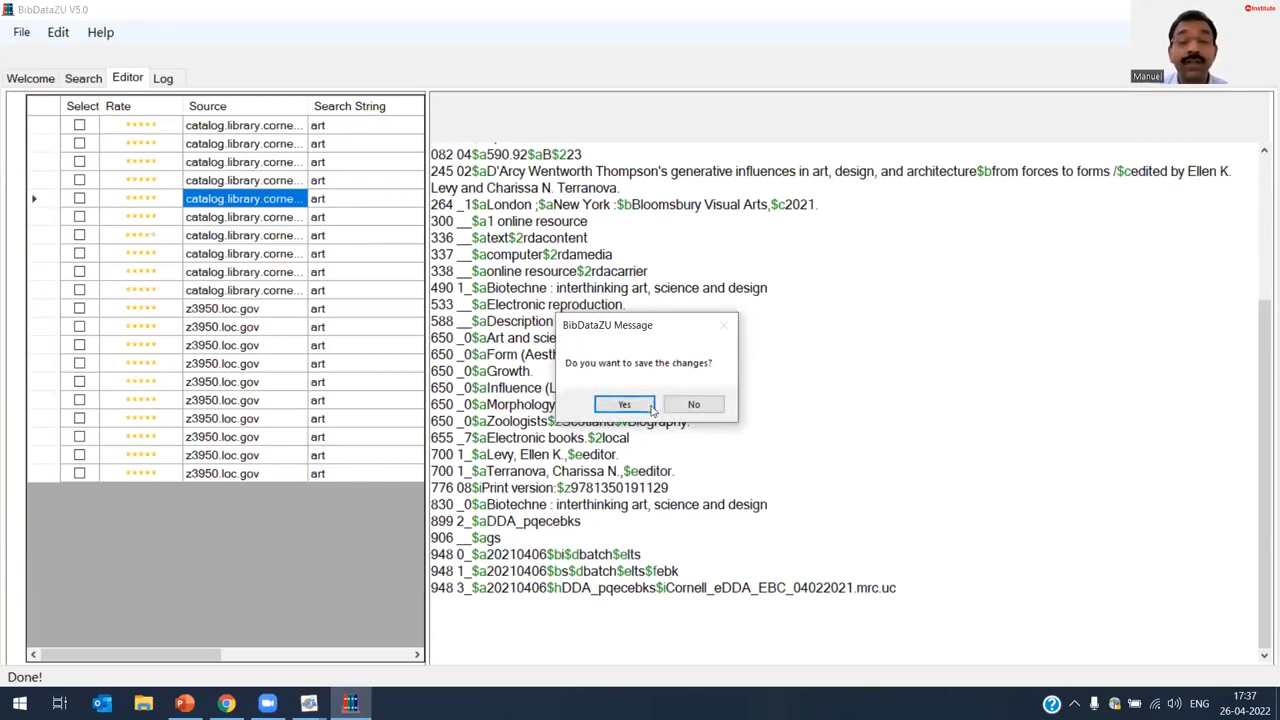 BibDataZU V5.0
Institute
File Edit Help
Manuel
Welcome Search Editor Log
Select Rate Source Search String
catalog.library.corne... art
catalog.library.corne... art
catalog.library.corne... art
catalog.library.corne... art
catalog.library.corne... art
catalog.library.corne... art
catalog.library.corne... art
catalog.library.corne... art
catalog.library.corne... art
catalog.library.corne... art
z3950.loc.gov art
z3950.loc.gov art
z3950.loc.gov art
z3950.loc.gov art
z3950.loc.gov art
z3950.loc.gov art
z3950.loc.gov art
z3950.loc.gov art
z3950.loc.gov art
z3950.loc.gov art
082 04$a590.92$aB$223
245 02$aD'Arcy Wentworth Thompson's generative influences in art, design, and architecture$bfrom forces to forms /$cedited by Ellen K.
Levy and Charissa N. Terranova.
264 _1$aLondon ;$aNew York :$bBloomsbury Visual Arts,$c2021.
300 __$a1 online resource
336 __$atext$2rdacontent
337 __$acomputer$2rdamedia
338 __$aonline resource$2rdacarrier
490 1_$aBiotechne : interthinking art, science and design
533 __$aElectronic reproduction.
588 __$aDescription
650 _0$aArt and scie
650 _0$aForm (Aesth
650 _0$aGrowth.
650 _0$aInfluence (L
650 _0$aMorphology
650 _0$aZoologists$zScotland$vBiography.
655 _7$aElectronic books.$2local
700 1_$aLevy, Ellen K.,$eeditor.
700 1_$aTerranova, Charissa N.,$eeditor.
776 08$iPrint version:$z9781350191129
830 _0$aBiotechne : interthinking art, science and design
899 2_$aDDA_pqecebks
906 __$ags
948 0_$a20210406$bi$dbatch$elts
948 1_$a20210406$bs$dbatch$elts$febk
948 3_$a20210406$hDDA_pqecebks$iCornell_eDDA_EBC_04022021.mrc.uc
BibDataZU Message
Do you want to save the changes?
Yes No
Done!
ENG
17:37
26-04-2022